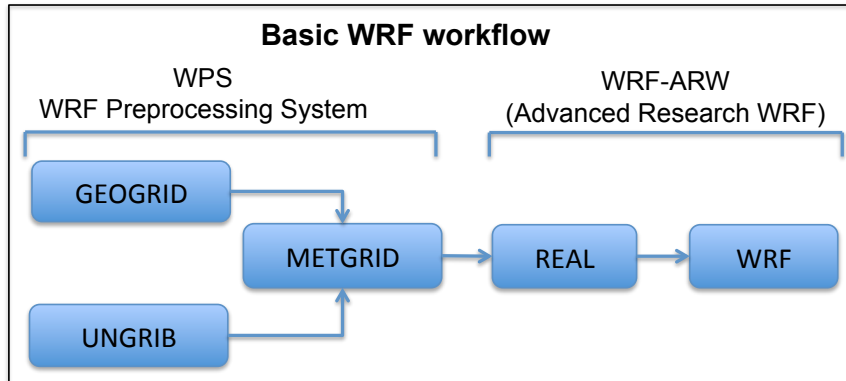 Basic WRF workflow
WPS
WRF Preprocessing System
WRF-ARW
(Advanced Research WRF)
GEOGRID
METGRID
REAL
WRF
UNGRIB